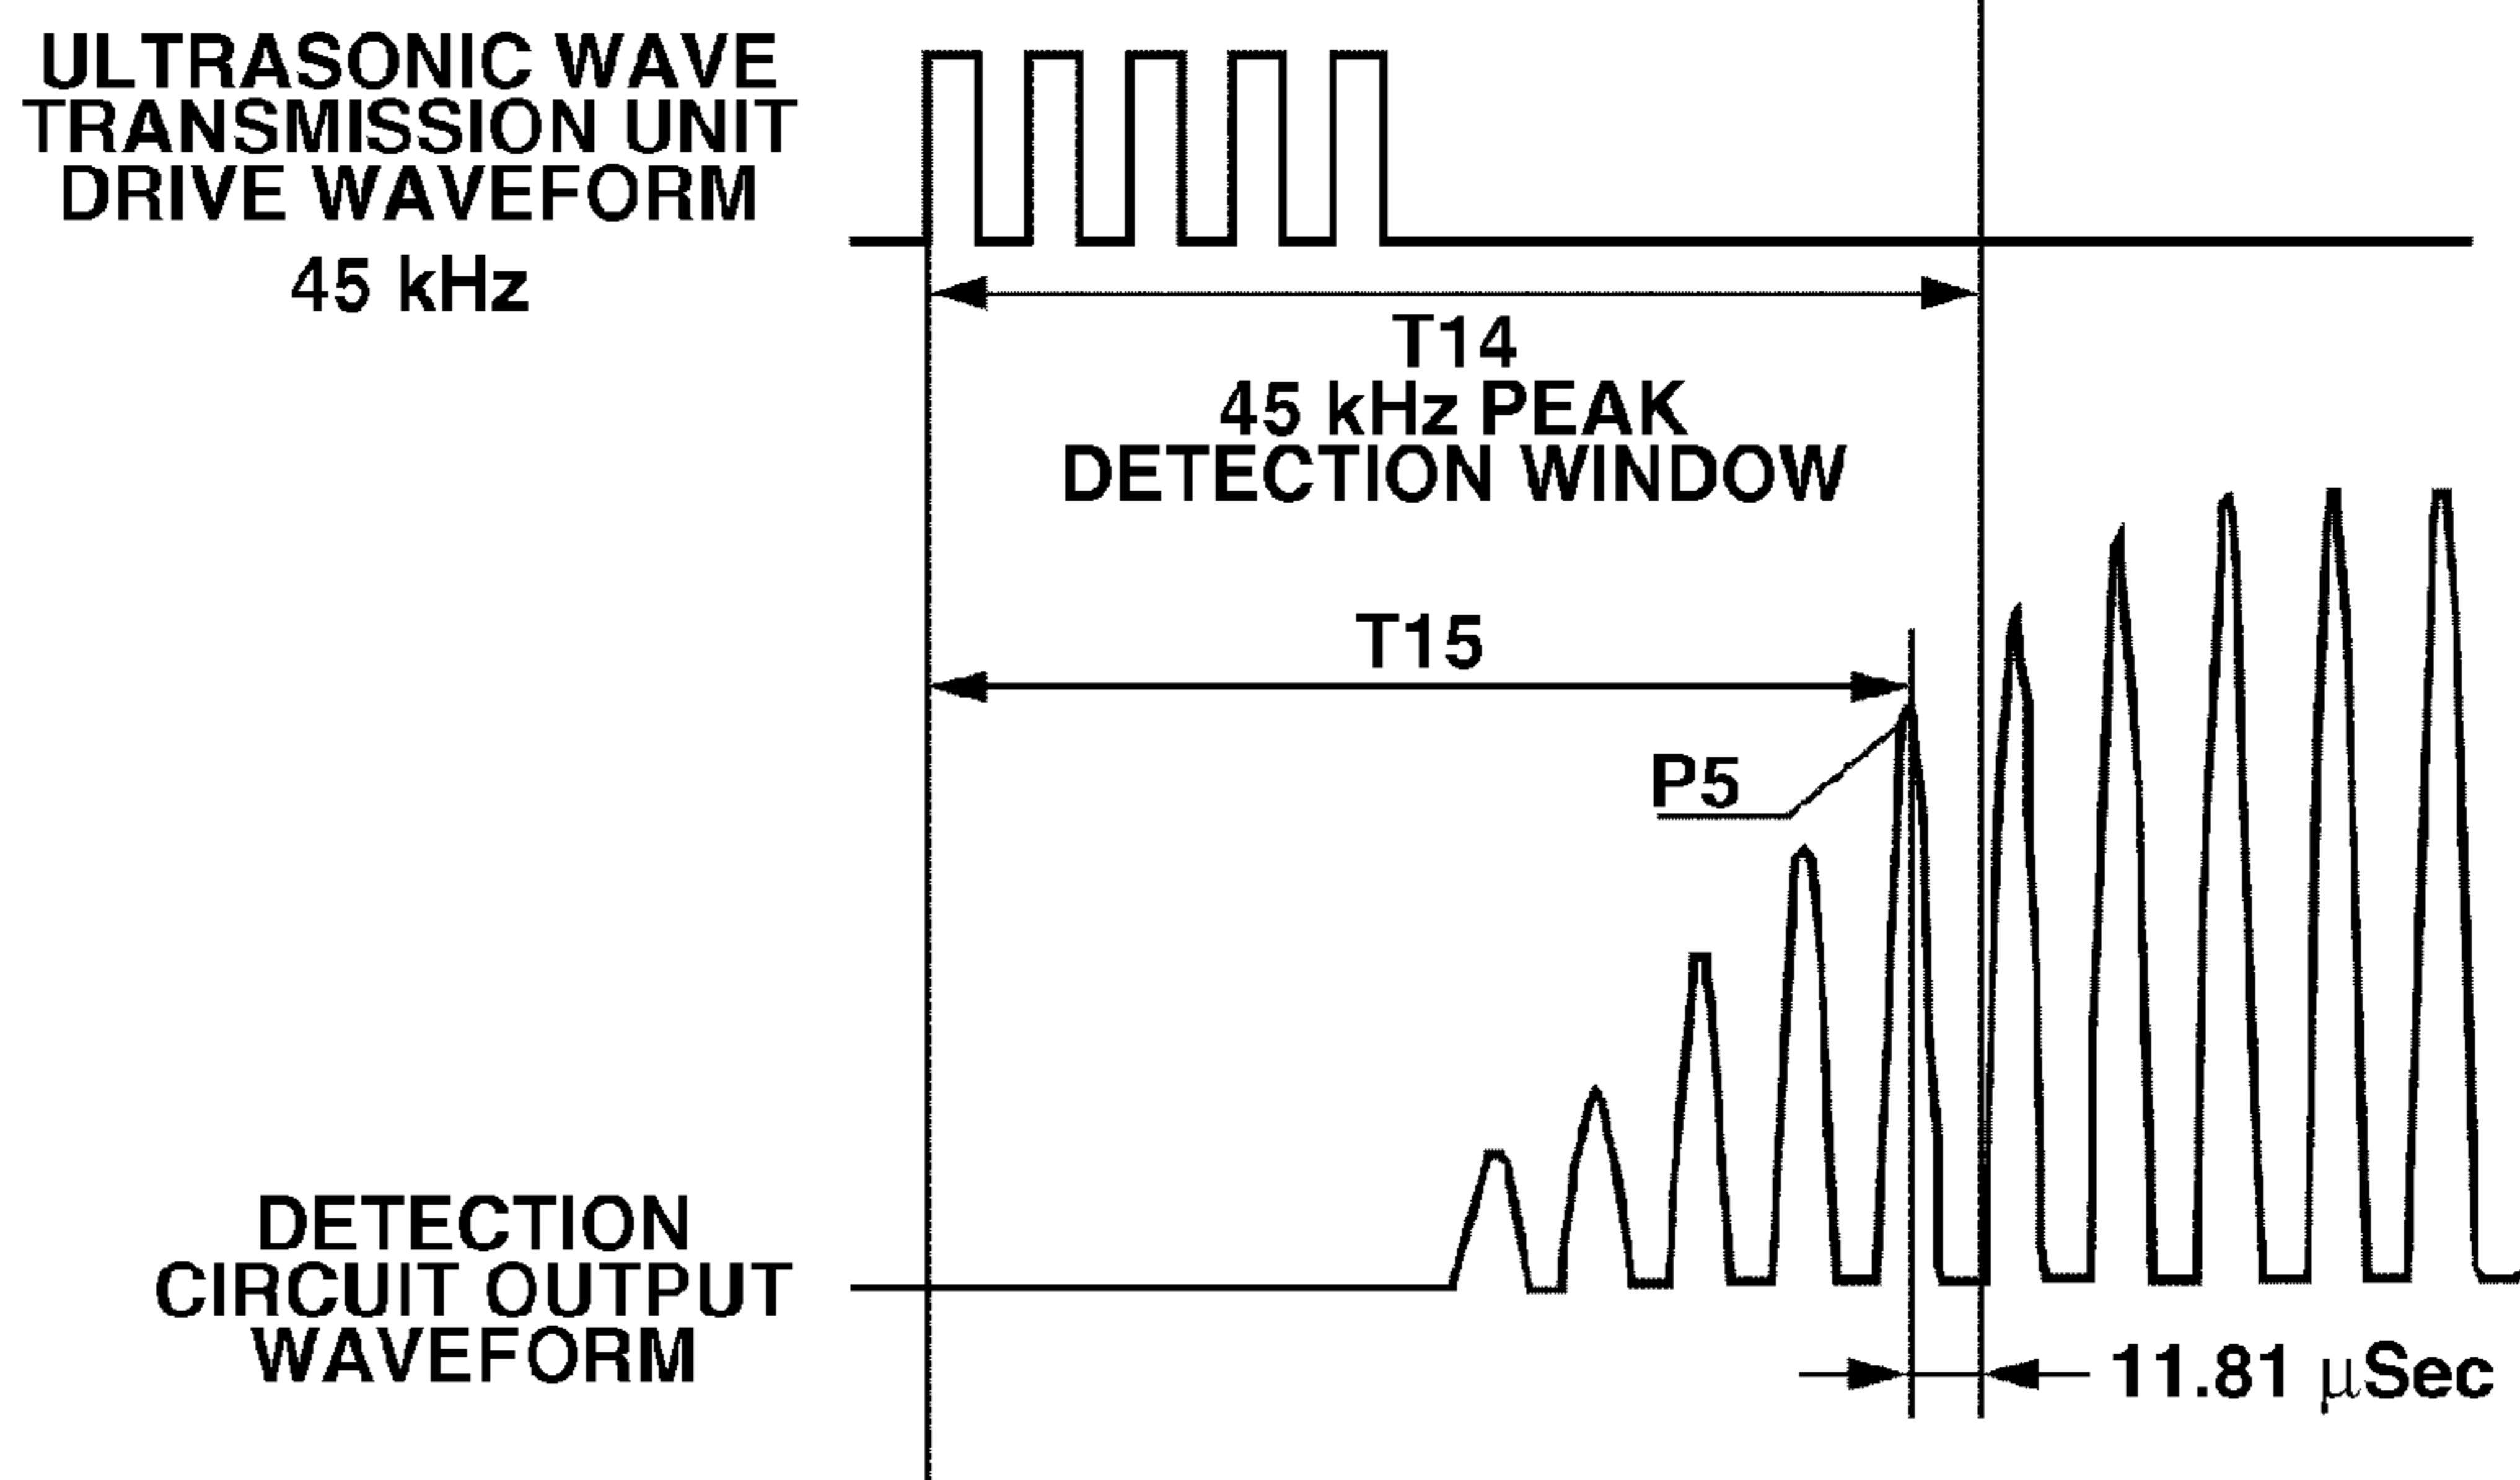 ULTRASONIC WAVE
TRANSMISSION UNIT
DRIVE WAVEFORM
45 kHz
T14
45 kHz PEAK
DETECTION WINDOW
T15
P5
DETECTION
CIRCUIT OUTPUT
WAVEFORM
11.81 μSec